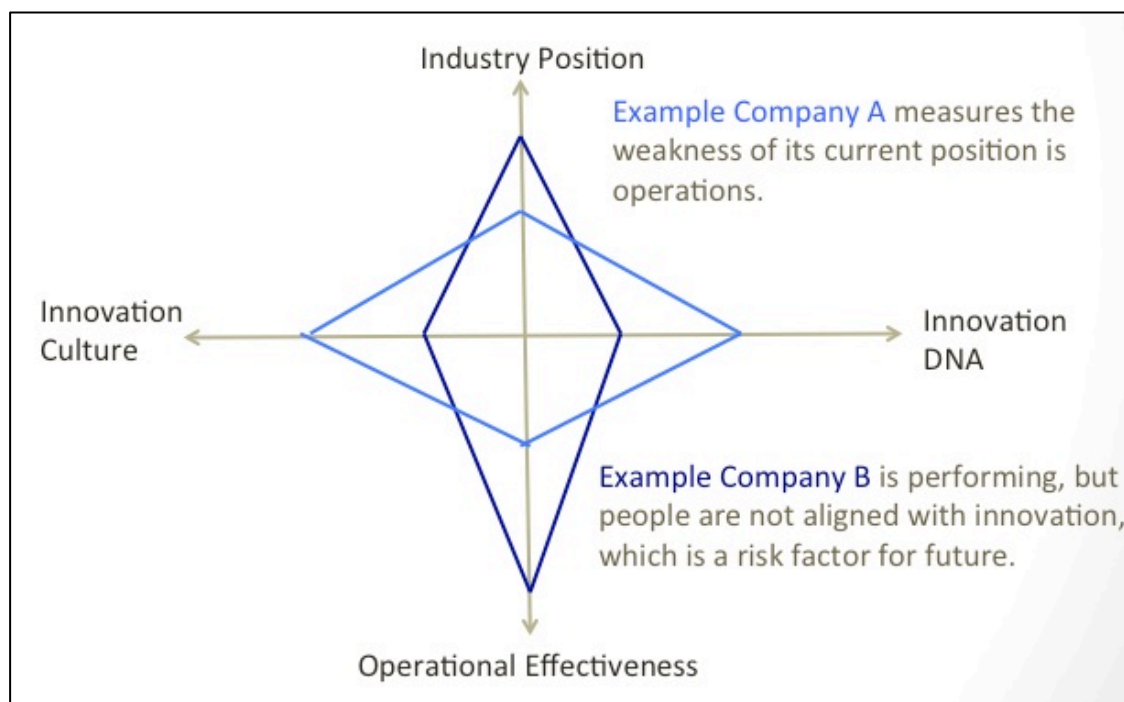 Industry Position
Example Company A measures the
weakness of its current position is
operations.
Innovation
Culture
Innovation
DNA
Example Company B is performing, but
people are not aligned with innovation,
which is a risk factor for future.
Operational Effectiveness